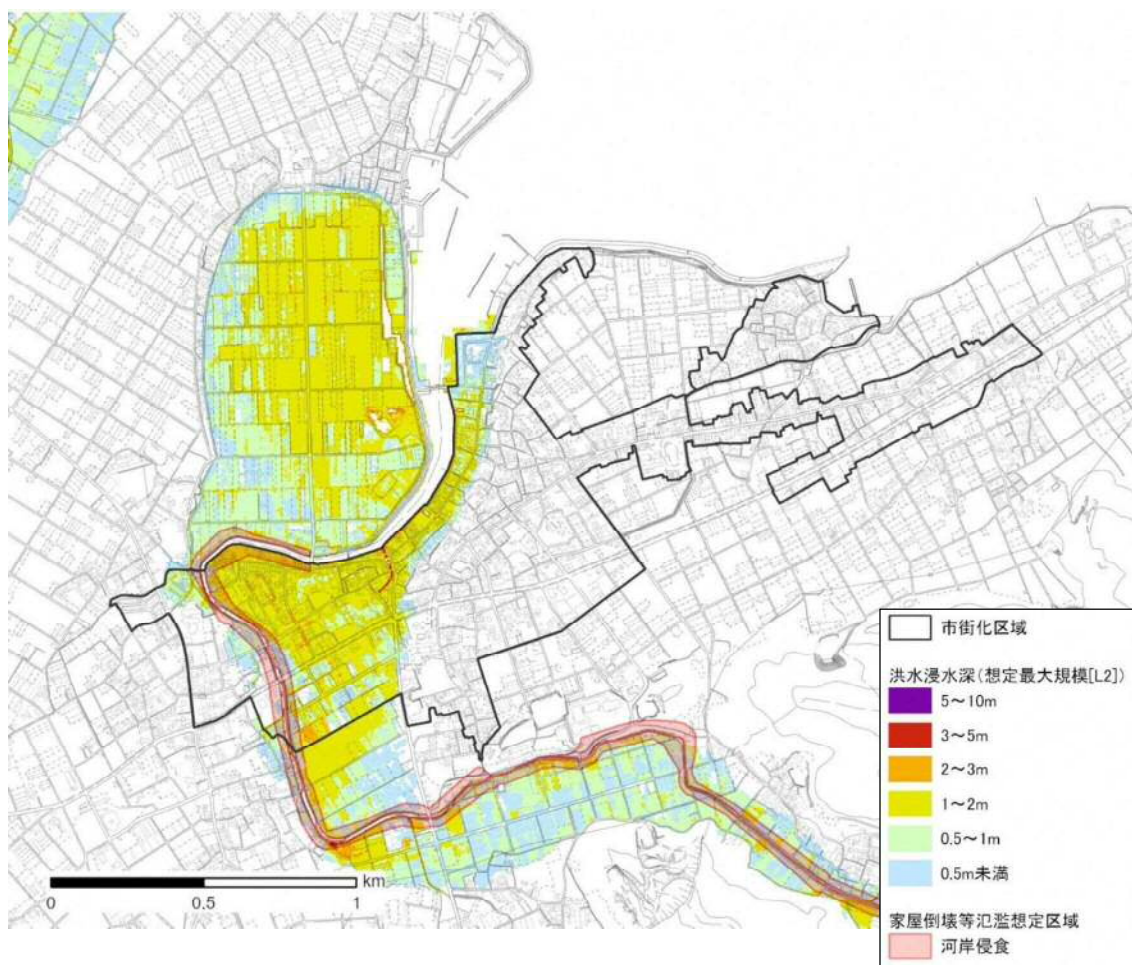 市街化区域
洪水浸水深(想定最大規模[L2])
5～10m
3～5m
2～3m
1～2m
0.5～1m
0.5m未満
家屋倒壊等氾濫想定区域
河岸侵食
km
0 0.5 1